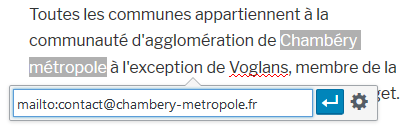 Toutes les communes appartiennent à la
communauté d'agglomération de Chambéry
métropole à l'exception de Voglans, membre de la
mailto:contact@chambery-metropole.fr
get.